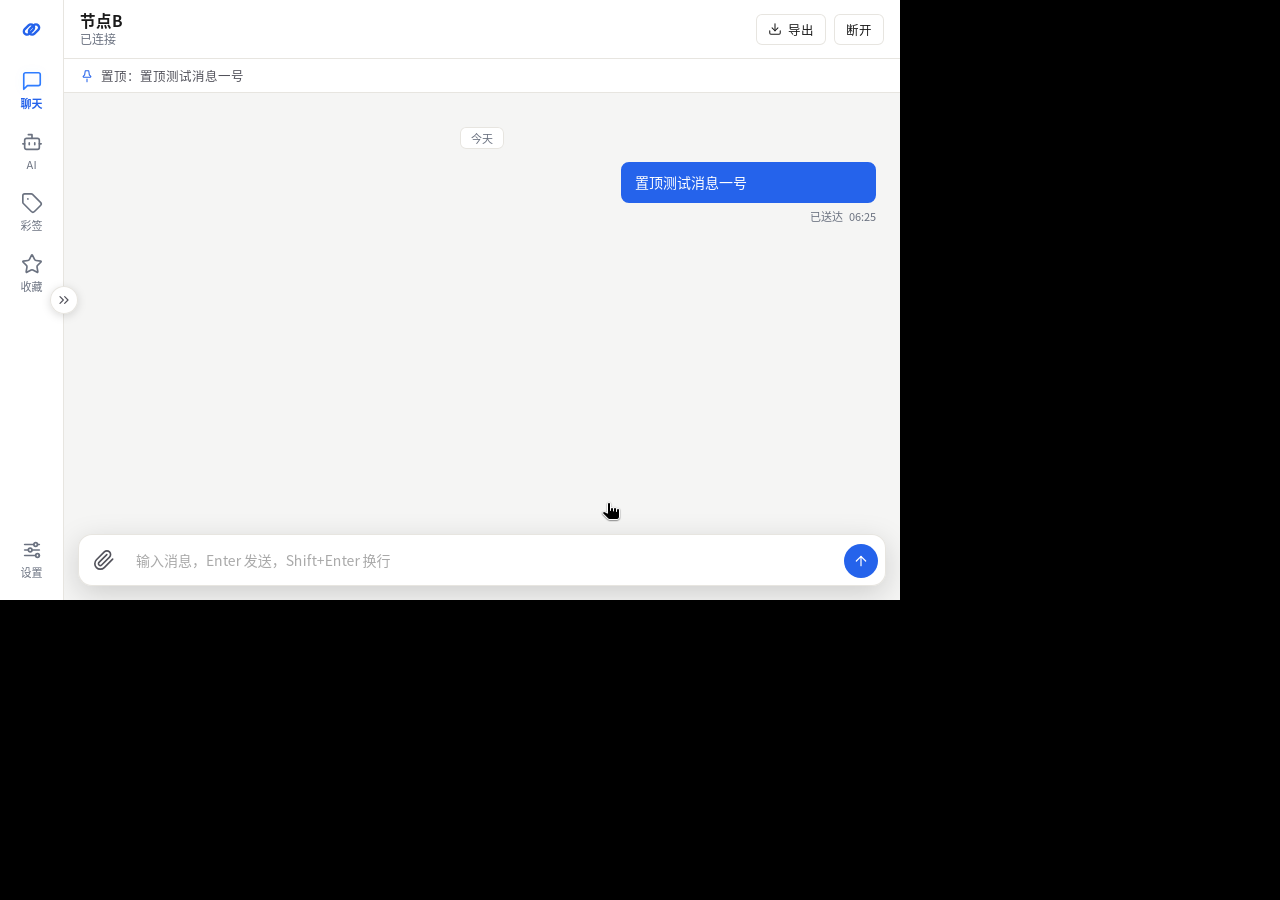 节点B
已连接
导出
断开
置顶：置顶测试消息一号
聊天
AI
彩签
收藏
设置
今天
置顶测试消息一号
已送达 06:25
输入消息，Enter 发送，Shift+Enter 换行